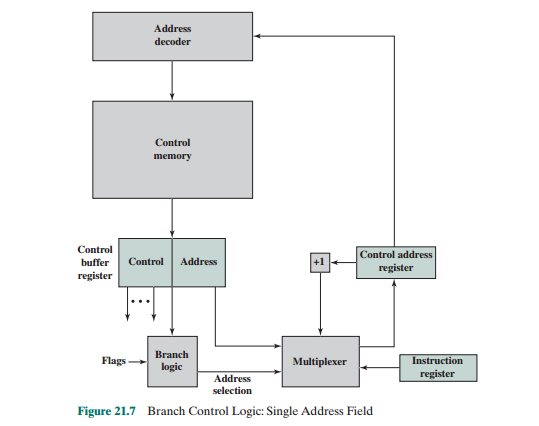 Address
decoder
Control
memory
Control
buffer
register
Control
Address
+1
Control address
register
Flags
Branch
logic
Address
selection
Multiplexer
Instruction
register
Figure 21.7 Branch Control Logic: Single Address Field